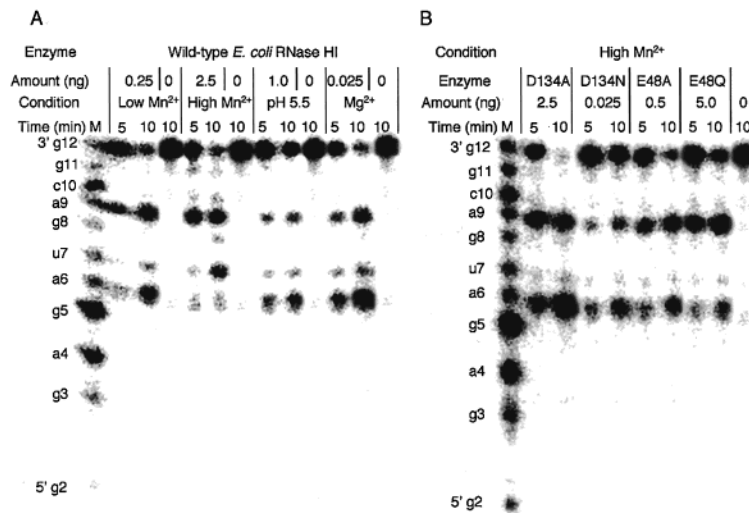 A
Enzyme Wild-type E. coli RNase HI
Amount (ng) 0.25 0 2.5 0 1.0 0 0.025 0
Condition Low Mn²⁺ High Mn²⁺ pH 5.5 Mg²⁺
Time (min) M 5 10 10 5 10 10 5 10 10 5 10 10
3' g12
g11
c10
a9
g8
u7
a6
g5
a4
g3
5' g2
B
Condition High Mn²⁺
Enzyme D134A D134N E48A E48Q
Amount (ng) 2.5 0.025 0.5 5.0 0
Time (min) M 5 10 5 10 5 10 5 10 10
3' g12
g11
c10
a9
g8
u7
a6
g5
a4
g3
5' g2